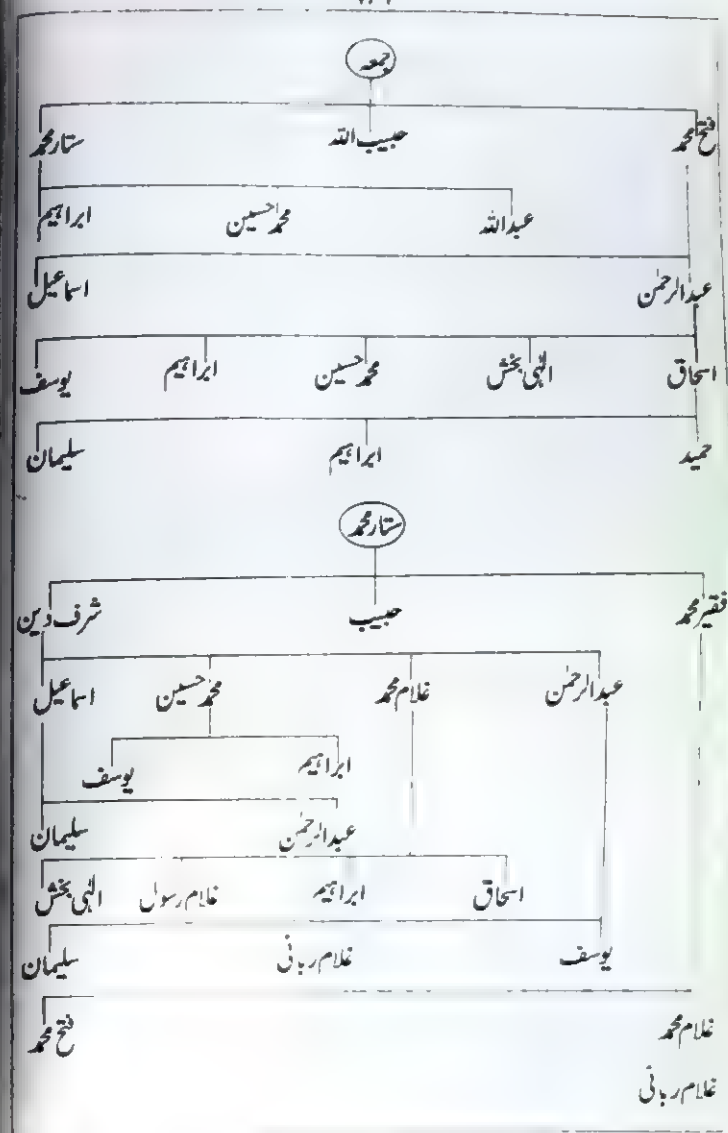 جمعہ
فتح محمد حبیب اللہ ستار محمد
عبداللہ محمد حسین ابراہیم
عبدالرحمٰن اسماعیل
اسحاق الٰہی بخش محمد حسین ابراہیم یوسف
حمید ابراہیم سلیمان
ستار محمد
فقیر محمد حبیب شرف دین
عبدالرحمٰن غلام محمد محمد حسین اسماعیل
ابراہیم یوسف
عبدالرحمٰن سلیمان
اسحاق ابراہیم غلام رسول الٰہی بخش
یوسف غلام ربانی سلیمان
غلام محمد فتح محمد
غلام ربانی